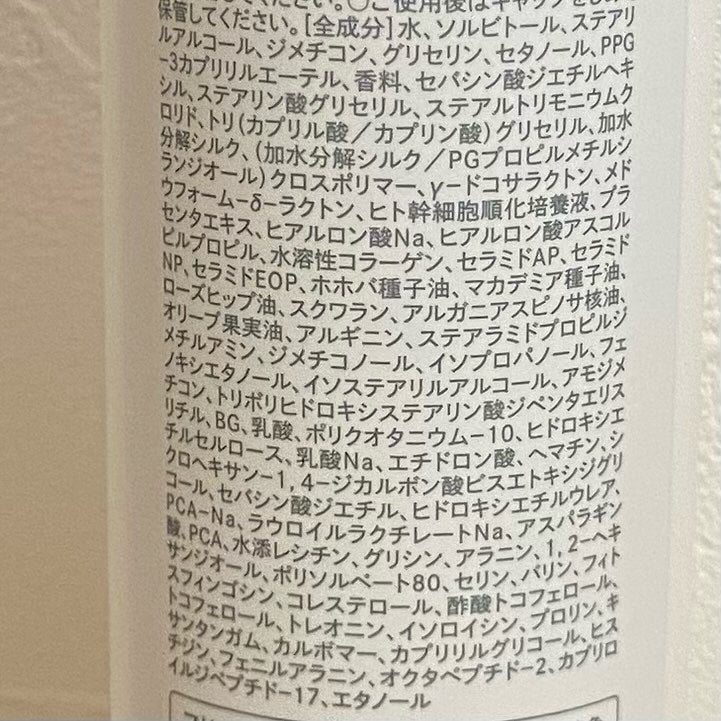 ください。○ご使用後はキャップを
保管してください。[全成分]水、ソルビトール、ステアリ
ルアルコール、ジメチコン、グリセリン、セタノール、PPG
-3カプリリルエーテル、香料、セバシン酸ジエチルヘキ
シル、ステアリン酸グリセリル、ステアルトリモニウムク
ロリド、トリ(カプリル酸／カプリン酸)グリセリル、加水
分解シルク、(加水分解シルク／PGプロピルメチルシ
ランジオール)クロスポリマー、γ-ドコサラクトン、メド
ウフォーム-δ-ラクトン、ヒト幹細胞順化培養液、プラ
センタエキス、ヒアルロン酸Na、ヒアルロン酸アスコル
ビルプロピル、水溶性コラーゲン、セラミドAP、セラミド
NP、セラミドEOP、ホホバ種子油、マカデミア種子油、
ローズヒップ油、スクワラン、アルガニアスピノサ核油、
オリーブ果実油、アルギニン、ステアラミドプロピルジ
メチルアミン、ジメチコノール、イソプロパノール、フェ
ノキシエタノール、イソステアリルアルコール、アモジメ
チコン、トリポリヒドロキシステアリン酸ジペンタエリス
リチル、BG、乳酸、ポリクオタニウム-10、ヒドロキシエ
チルセルロース、乳酸Na、エチドロン酸、ヘマチン、シ
クロヘキサン-1,4-ジカルボン酸ビスエトキシジグリ
コール、セバシン酸ジエチル、ヒドロキシエチルウレア、
PCA-Na、ラウロイルラクチレートNa、アスパラギン
酸、PCA、水添レシチン、グリシン、アラニン、1,2-ヘキ
サンジオール、ポリソルベート80、セリン、バリン、フィト
スフィンゴシン、コレステロール、酢酸トコフェロール、
トコフェロール、トレオニン、イソロイシン、プロリン、キ
サンタンガム、カルボマー、カプリリルグリコール、ヒス
チジン、フェニルアラニン、オクタペプチド-2、カプリロ
イルジペプチド-17、エタノール